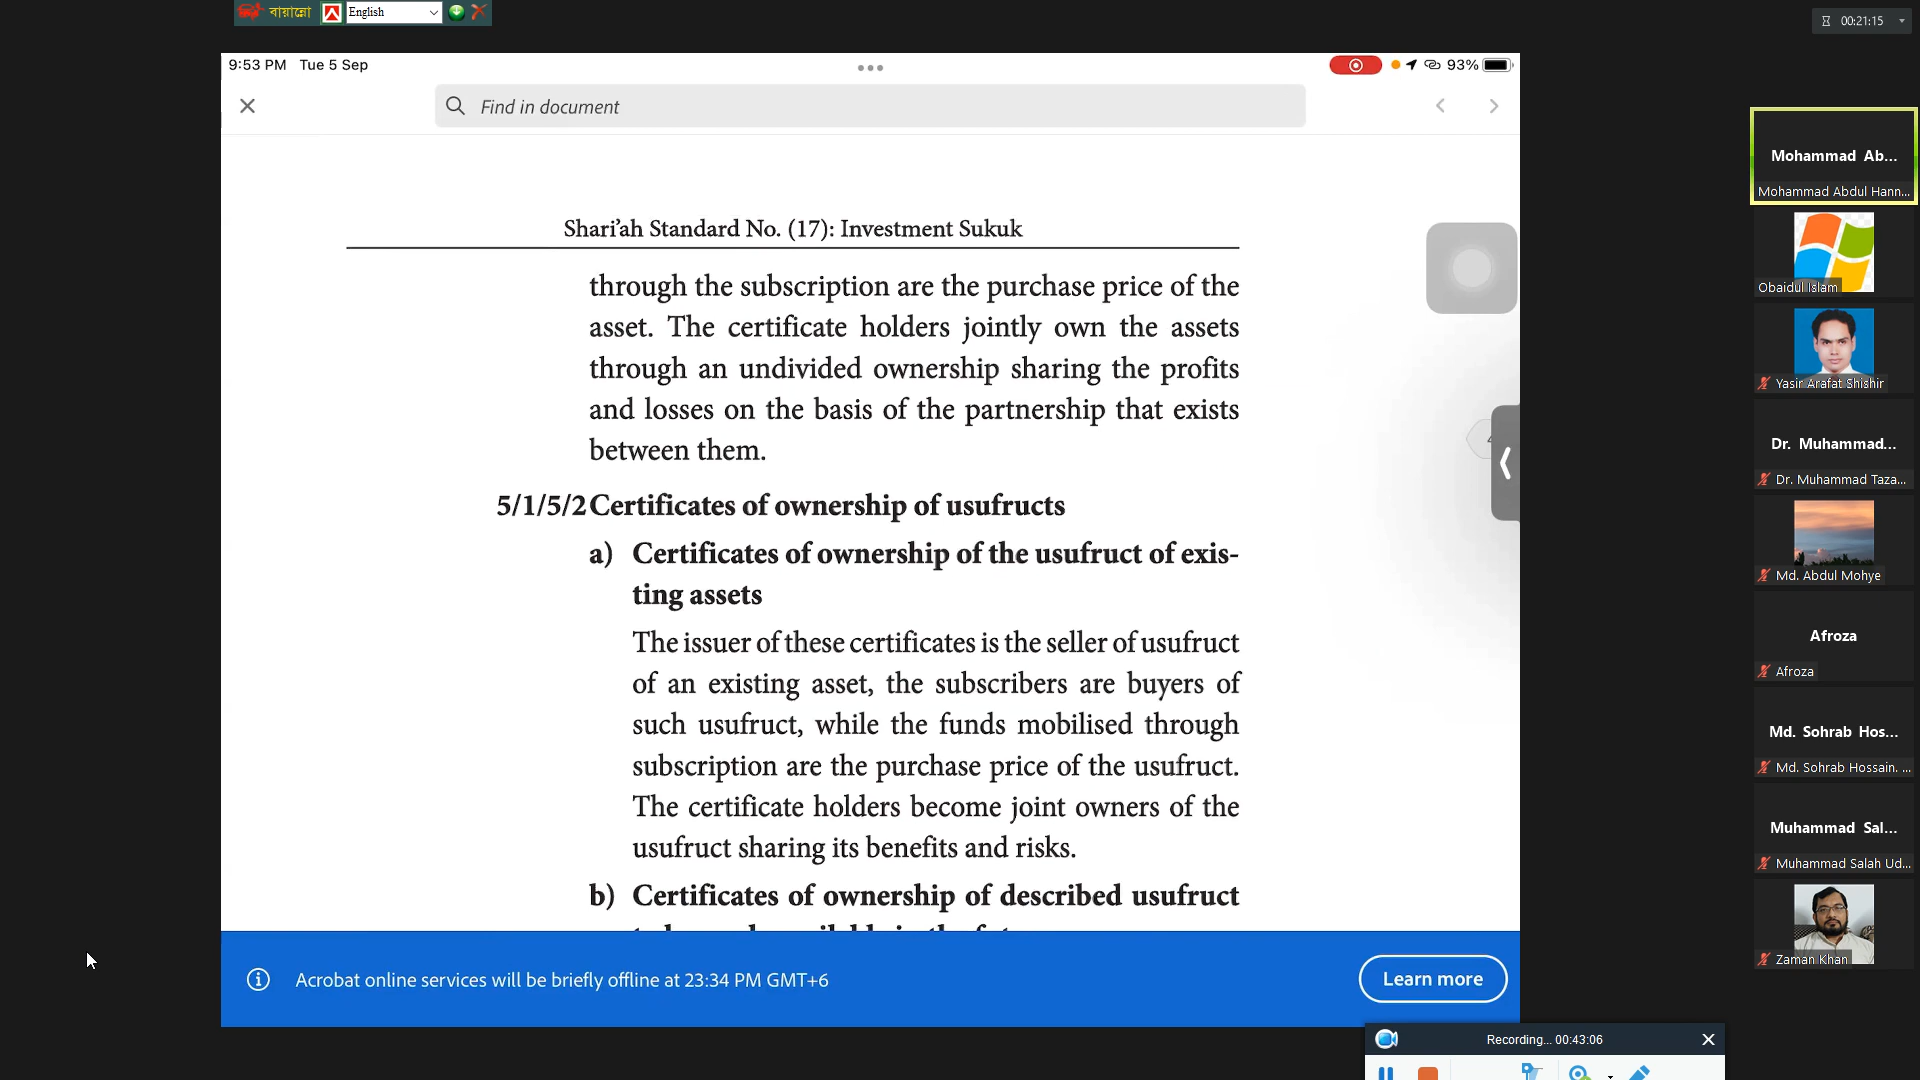 বায়ান্নো
English
00:21:15
9:53 PM Tue 5 Sep
93%
Find in document
Shari’ah Standard No. (17): Investment Sukuk
through the subscription are the purchase price of the
asset. The certificate holders jointly own the assets
through an undivided ownership sharing the profits
and losses on the basis of the partnership that exists
between them.
5/1/5/2 Certificates of ownership of usufructs
a) Certificates of ownership of the usufruct of exis-
ting assets
The issuer of these certificates is the seller of usufruct
of an existing asset, the subscribers are buyers of
such usufruct, while the funds mobilised through
subscription are the purchase price of the usufruct.
The certificate holders become joint owners of the
usufruct sharing its benefits and risks.
b) Certificates of ownership of described usufruct
Acrobat online services will be briefly offline at 23:34 PM GMT+6
Learn more
Mohammad Ab...
Mohammad Abdul Hann...
Obaidul Islam
Yasir Arafat Shishir
Dr. Muhammad...
Dr. Muhammad Taza...
Md. Abdul Mohye
Afroza
Afroza
Md. Sohrab Hos...
Md. Sohrab Hossain. ...
Muhammad Sal...
Muhammad Salah Ud...
Zaman Khan
Recording... 00:43:06